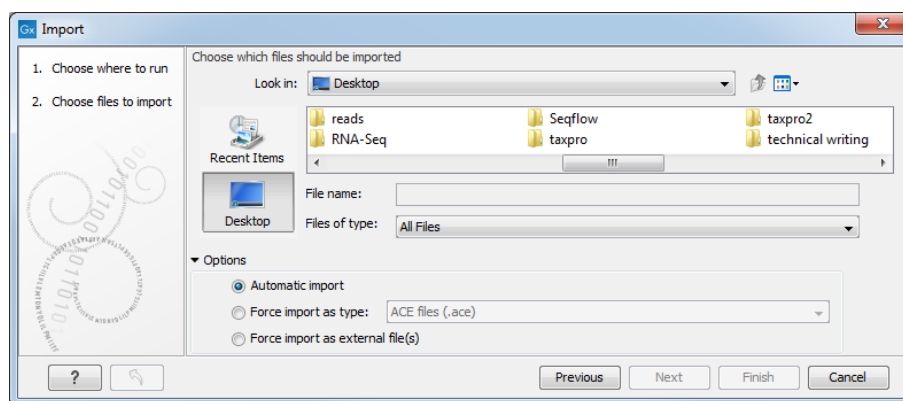 Gx Import
1. Choose where to run
2. Choose files to import
Choose which files should be imported
Look in: Desktop
Recent Items
Desktop
reads Seqflow taxpro2
RNA-Seq taxpro technical writing
File name:
Files of type: All Files
Options
Automatic import
Force import as type: ACE files (.ace)
Force import as external file(s)
? Previous Next Finish Cancel